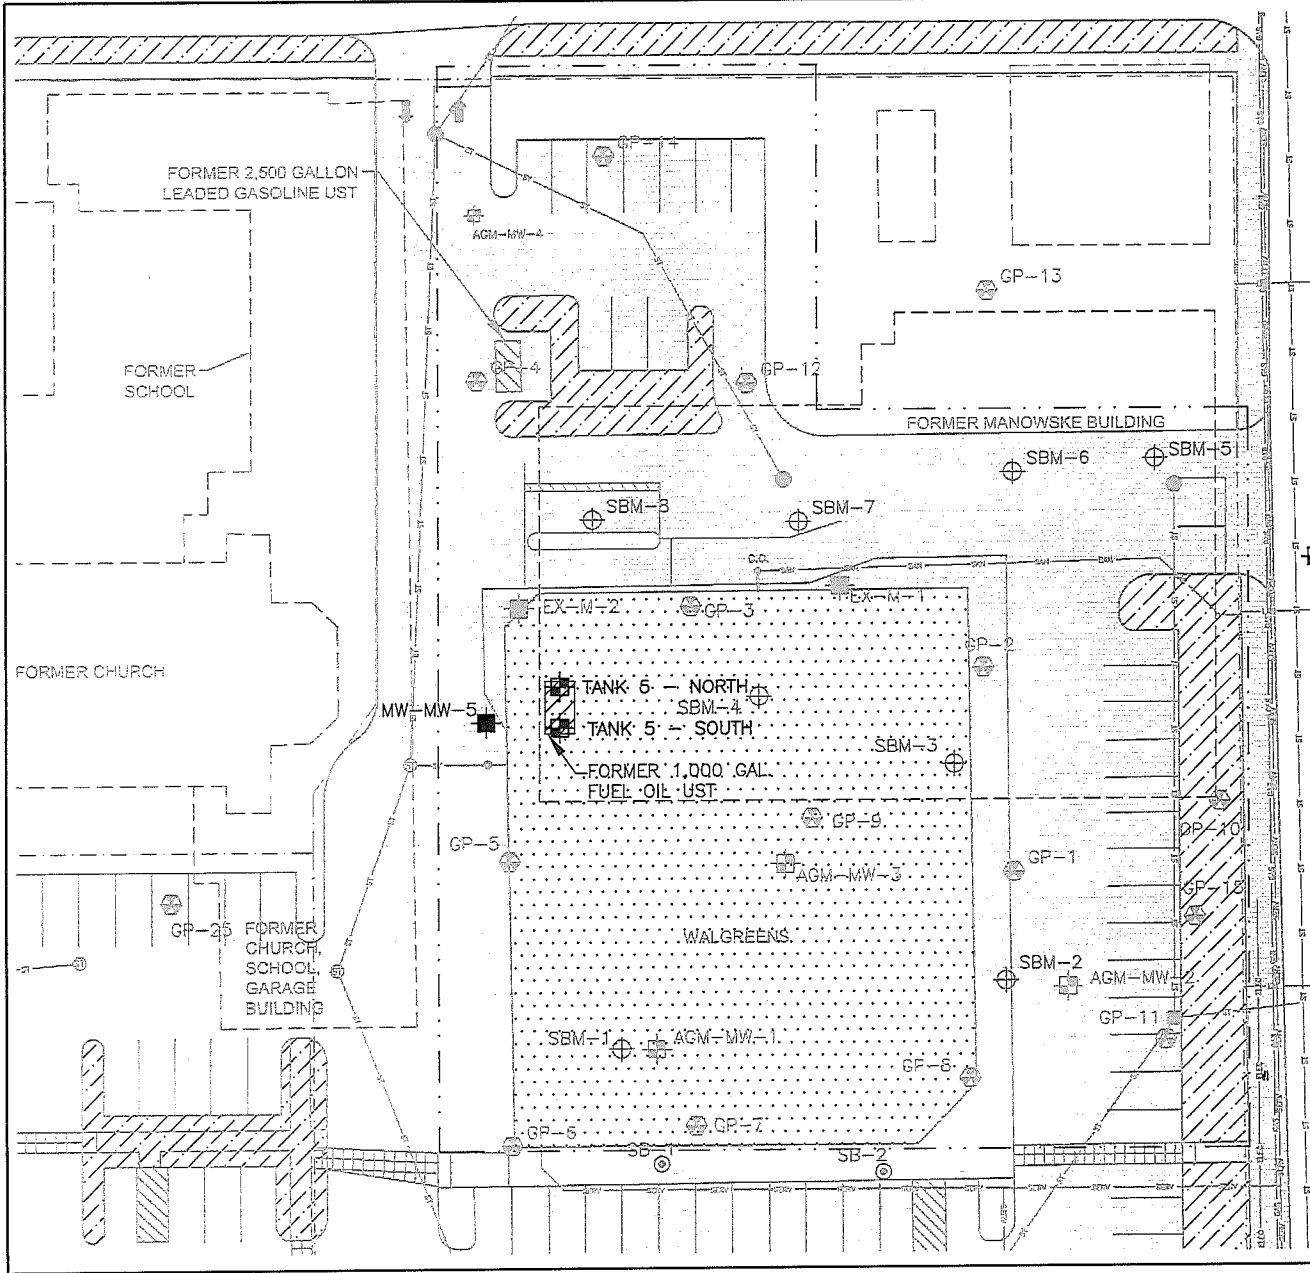 GP-14
FORMER 2,500 GALLON
LEADED GASOLINE UST
AGM-MW-4
GP-13
FORMER
SCHOOL
GP-4
GP-12
FORMER MANOWSKE BUILDING
SBM-6
SBM-5
SBM-8
SBM-7
C.O.
EX-M-2
GP-3
EX-M-1
GP-2
FORMER CHURCH
TANK 5 - NORTH
MW-MW-5
SBM-4
TANK 5 - SOUTH
SBM-3
FORMER 1,000 GAL.
FUEL OIL UST
GP-9
GP-10
GP-5
AGM-MW-3
GP-1
GP-15
GP-25
FORMER
CHURCH,
SCHOOL,
GARAGE
BUILDING
WALGREENS
SBM-2
AGM-MW-2
GP-11
SBM-1
AGM-MW-1
GP-8
GP-7
GP-6
SB-1
SB-2